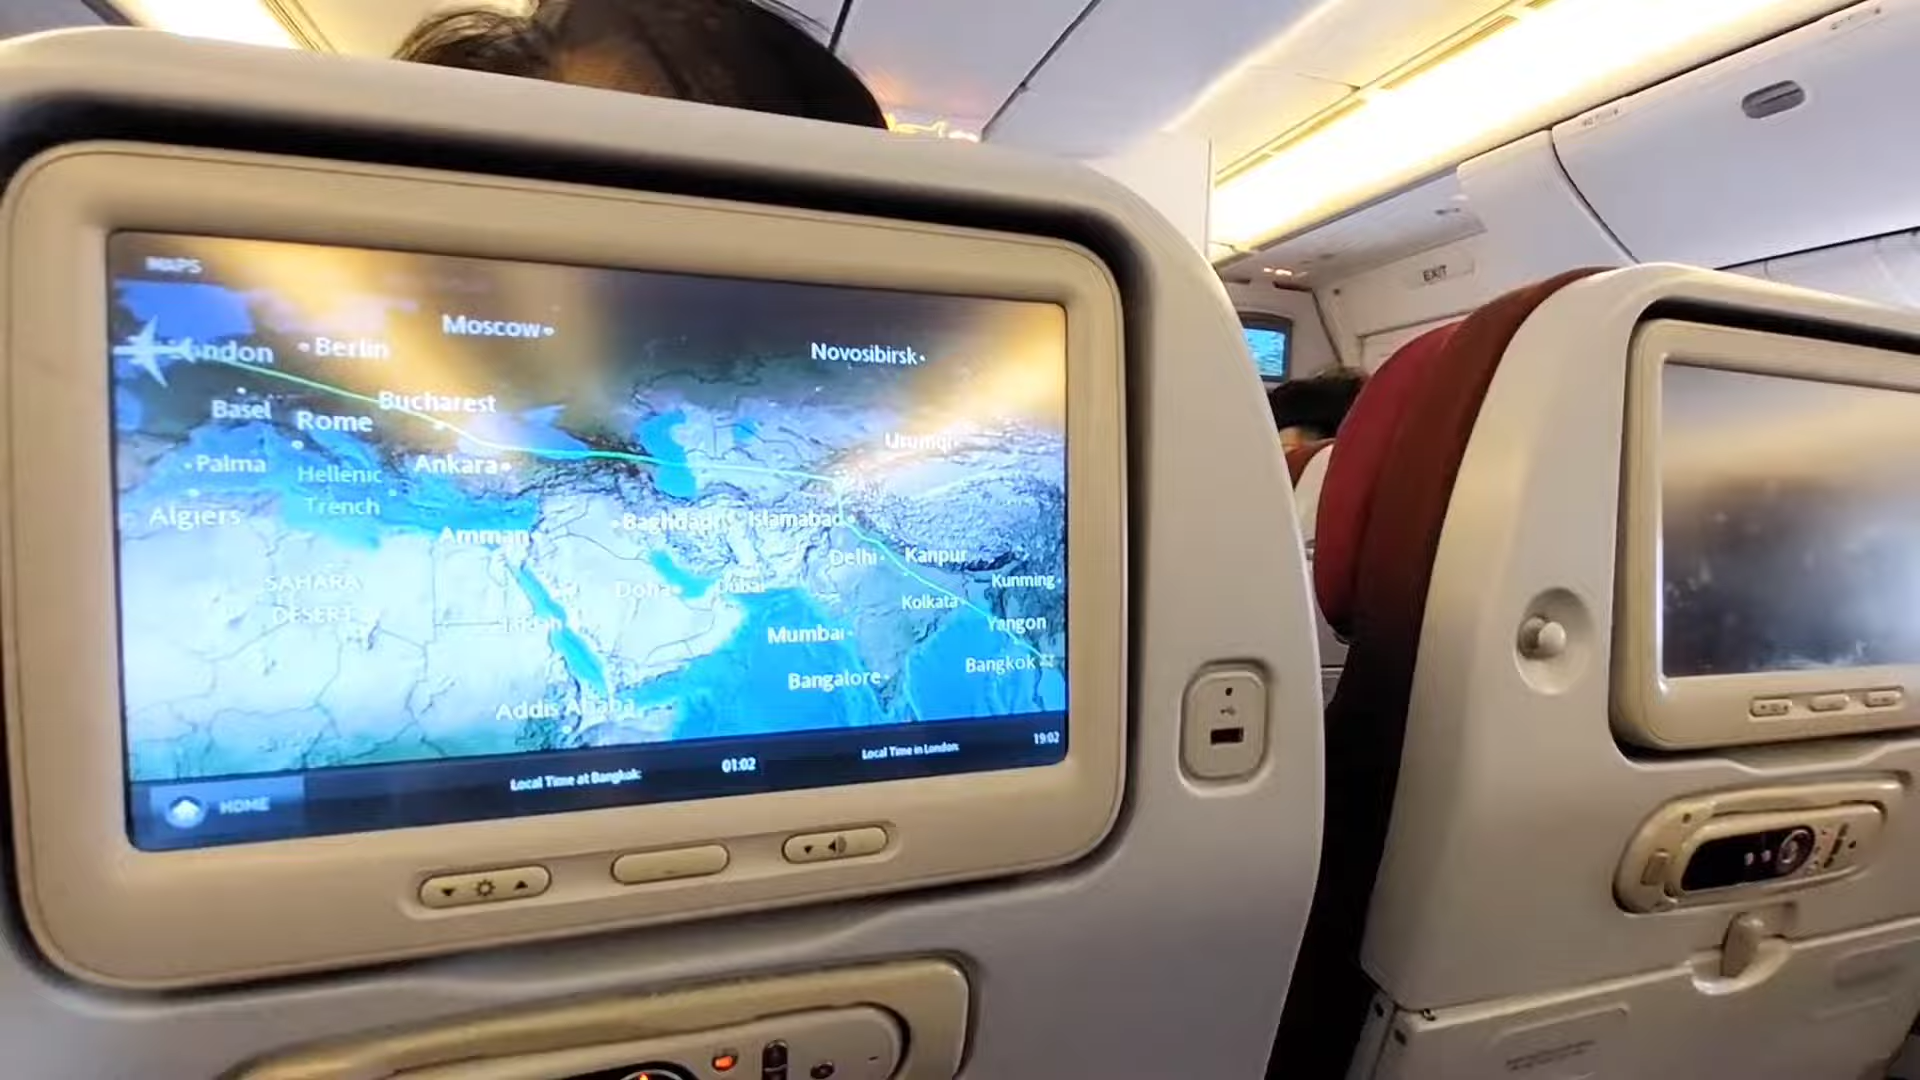 MAPS
Moscow
London
Berlin
Novosibirsk
Bucharest
Basel
Rome
Urumqi
Ankara
Palma
Hellenic
Trench
Algiers
Baghdad
Islamabad
Amman
Delhi
Kanpur
SAHARA
DESERT
Doha
Dubai
Kunming
Kolkata
Yangon
Mumbai
Bangkok
Bangalore
Addis Ababa
Local Time at Bangkok: 01:02
Local Time in London: 19:02
HOME
EXIT